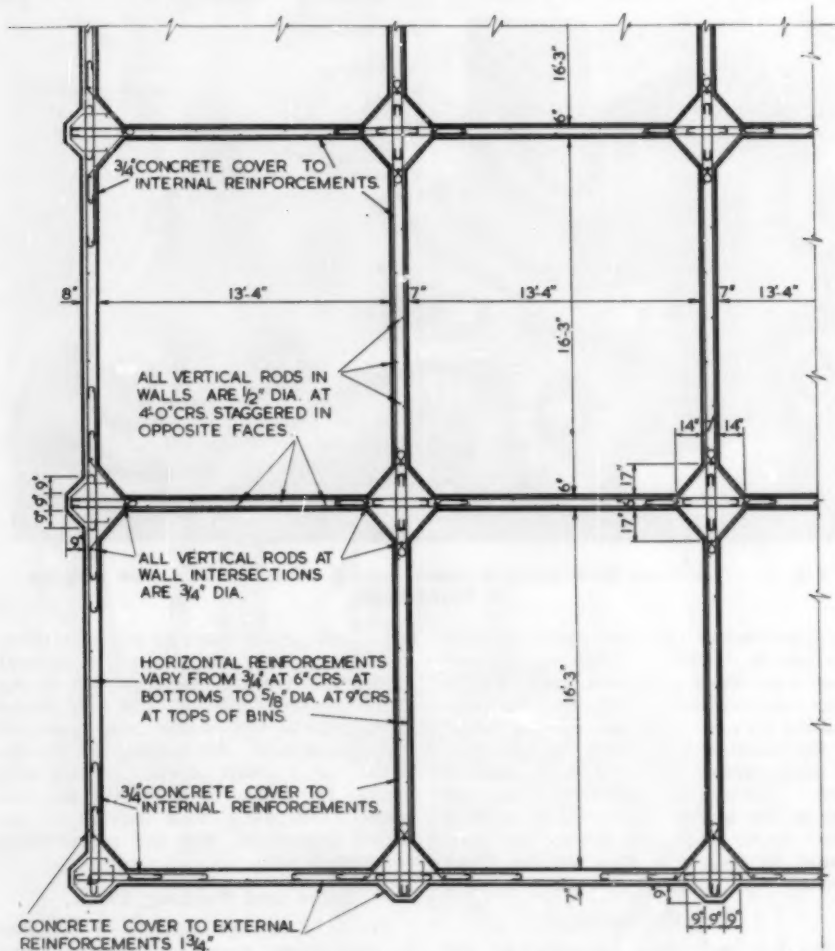 16'-3"
6"
3/4" CONCRETE COVER TO
INTERNAL REINFORCEMENTS.
8"
13'-4"
7"
13'-4"
7"
13'-4"
16'-3"
ALL VERTICAL RODS IN
WALLS ARE 1/2" DIA. AT
4'-0" CRS. STAGGERED IN
OPPOSITE FACES.
14" 7" 14"
17"
6"
17"
6"
9"
9"
9"
9"
ALL VERTICAL RODS AT
WALL INTERSECTIONS
ARE 3/4" DIA.
HORIZONTAL REINFORCEMENTS
VARY FROM 3/4" AT 6" CRS. AT
BOTTOMS TO 5/8" DIA. AT 9" CRS.
AT TOPS OF BINS.
16'-3"
3/4" CONCRETE COVER TO
INTERNAL REINFORCEMENTS.
7"
9"
9" 9" 9"
CONCRETE COVER TO EXTERNAL
REINFORCEMENTS 1 3/4"